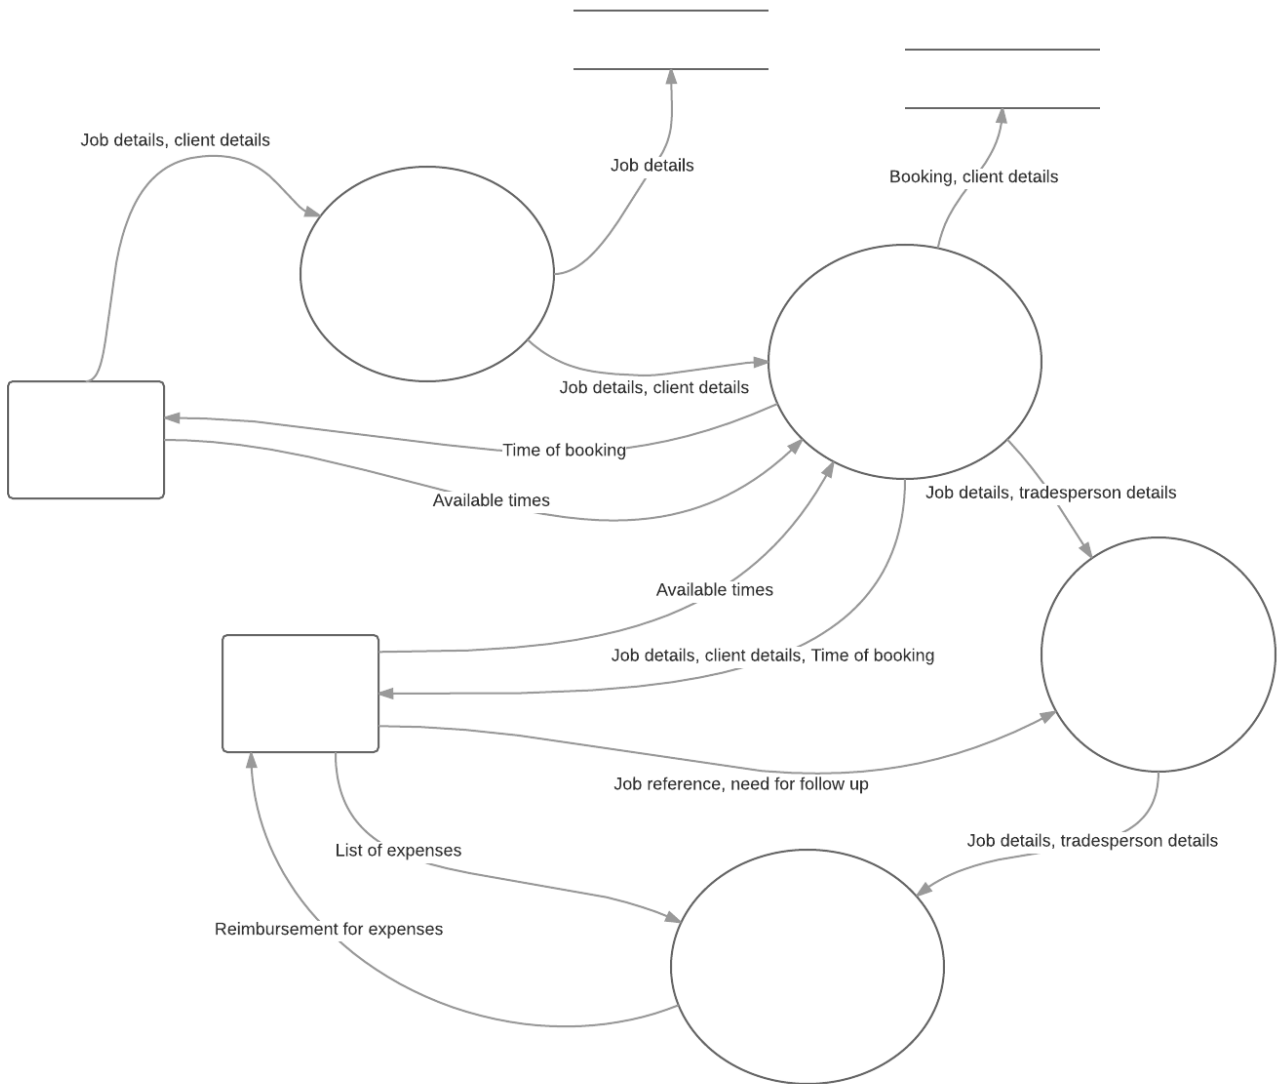 Job details, client details
Job details
Booking, client details
Job details, client details
Time of booking
Available times
Job details, tradesperson details
Available times
Job details, client details, Time of booking
Job reference, need for follow up
Job details, tradesperson details
List of expenses
Reimbursement for expenses